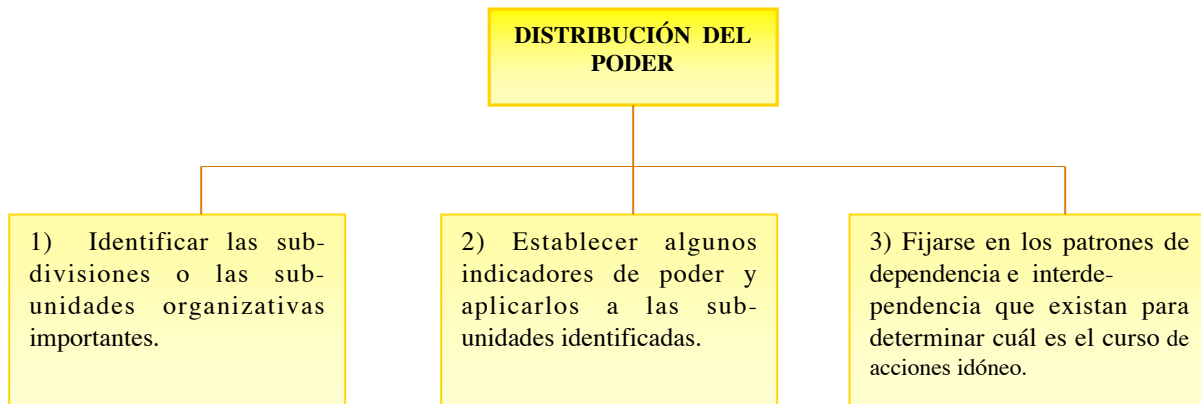 DISTRIBUCIÓN DEL
PODER
1) Identificar las sub-
divisiones o las sub-
unidades organizativas
importantes.
2) Establecer algunos
indicadores de poder y
aplicarlos a las sub-
unidades identificadas.
3) Fijarse en los patrones de
dependencia e interde-
pendencia que existan para
determinar cuál es el curso de
acciones idóneo.